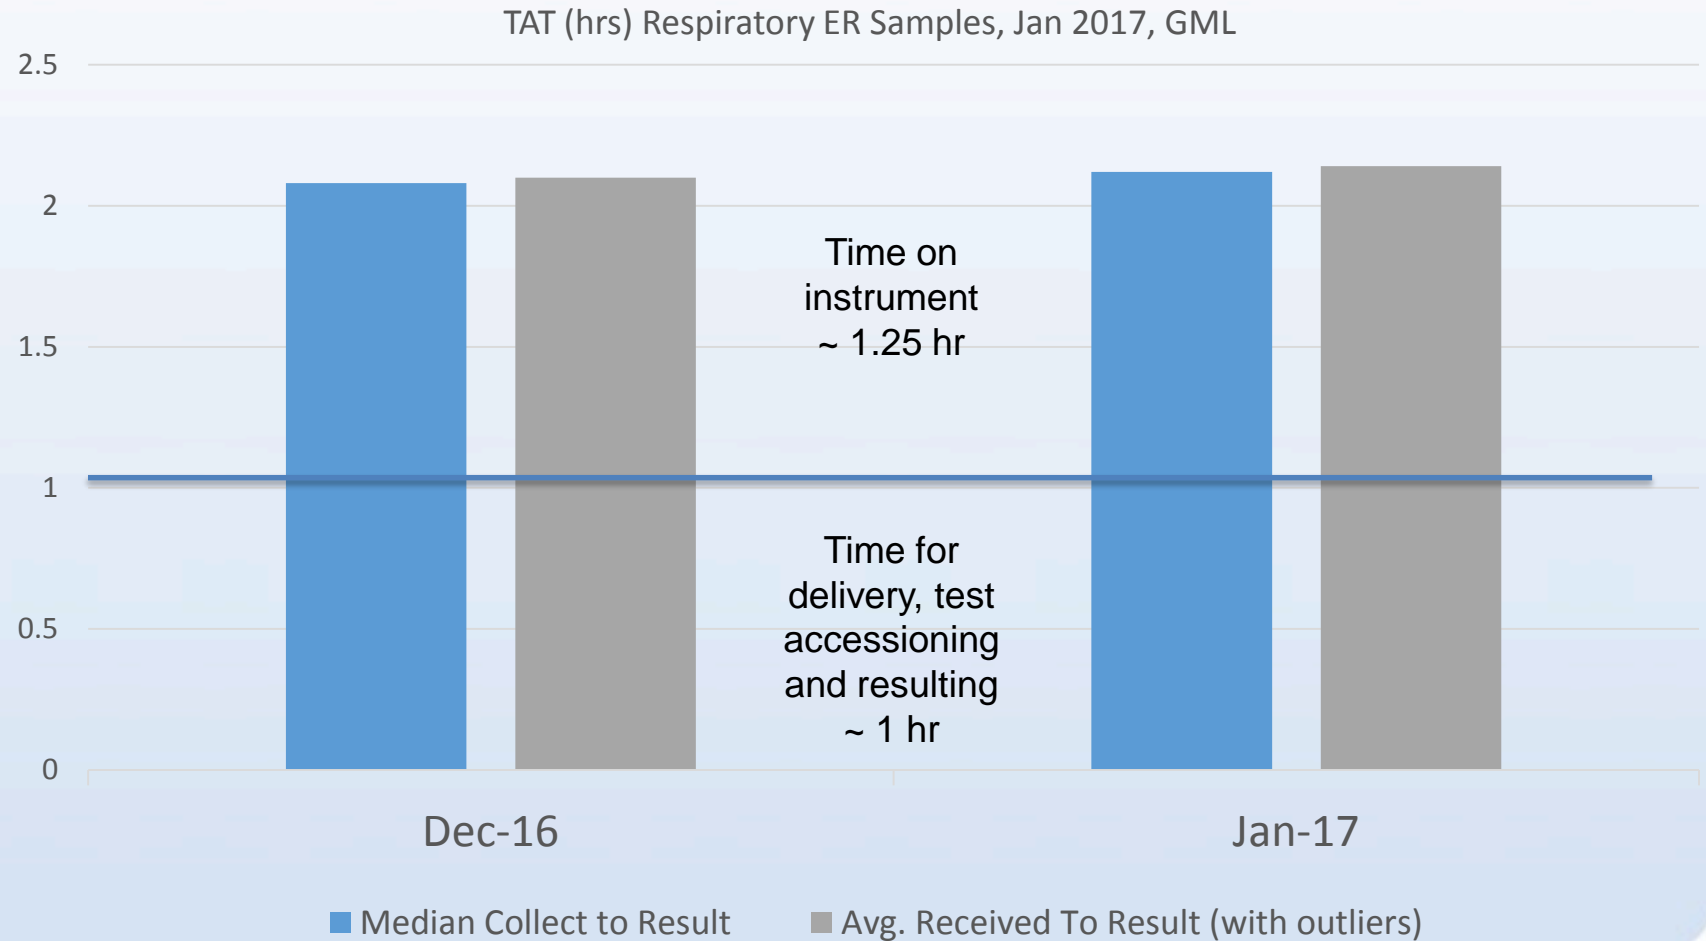 TAT (hrs) Respiratory ER Samples, Jan 2017, GML
2.5
2
1.5
1
0.5
0
Time on
instrument
~ 1.25 hr
Time for
delivery, test
accessioning
and resulting
~ 1 hr
Dec-16
Jan-17
Median Collect to Result
Avg. Received To Result (with outliers)